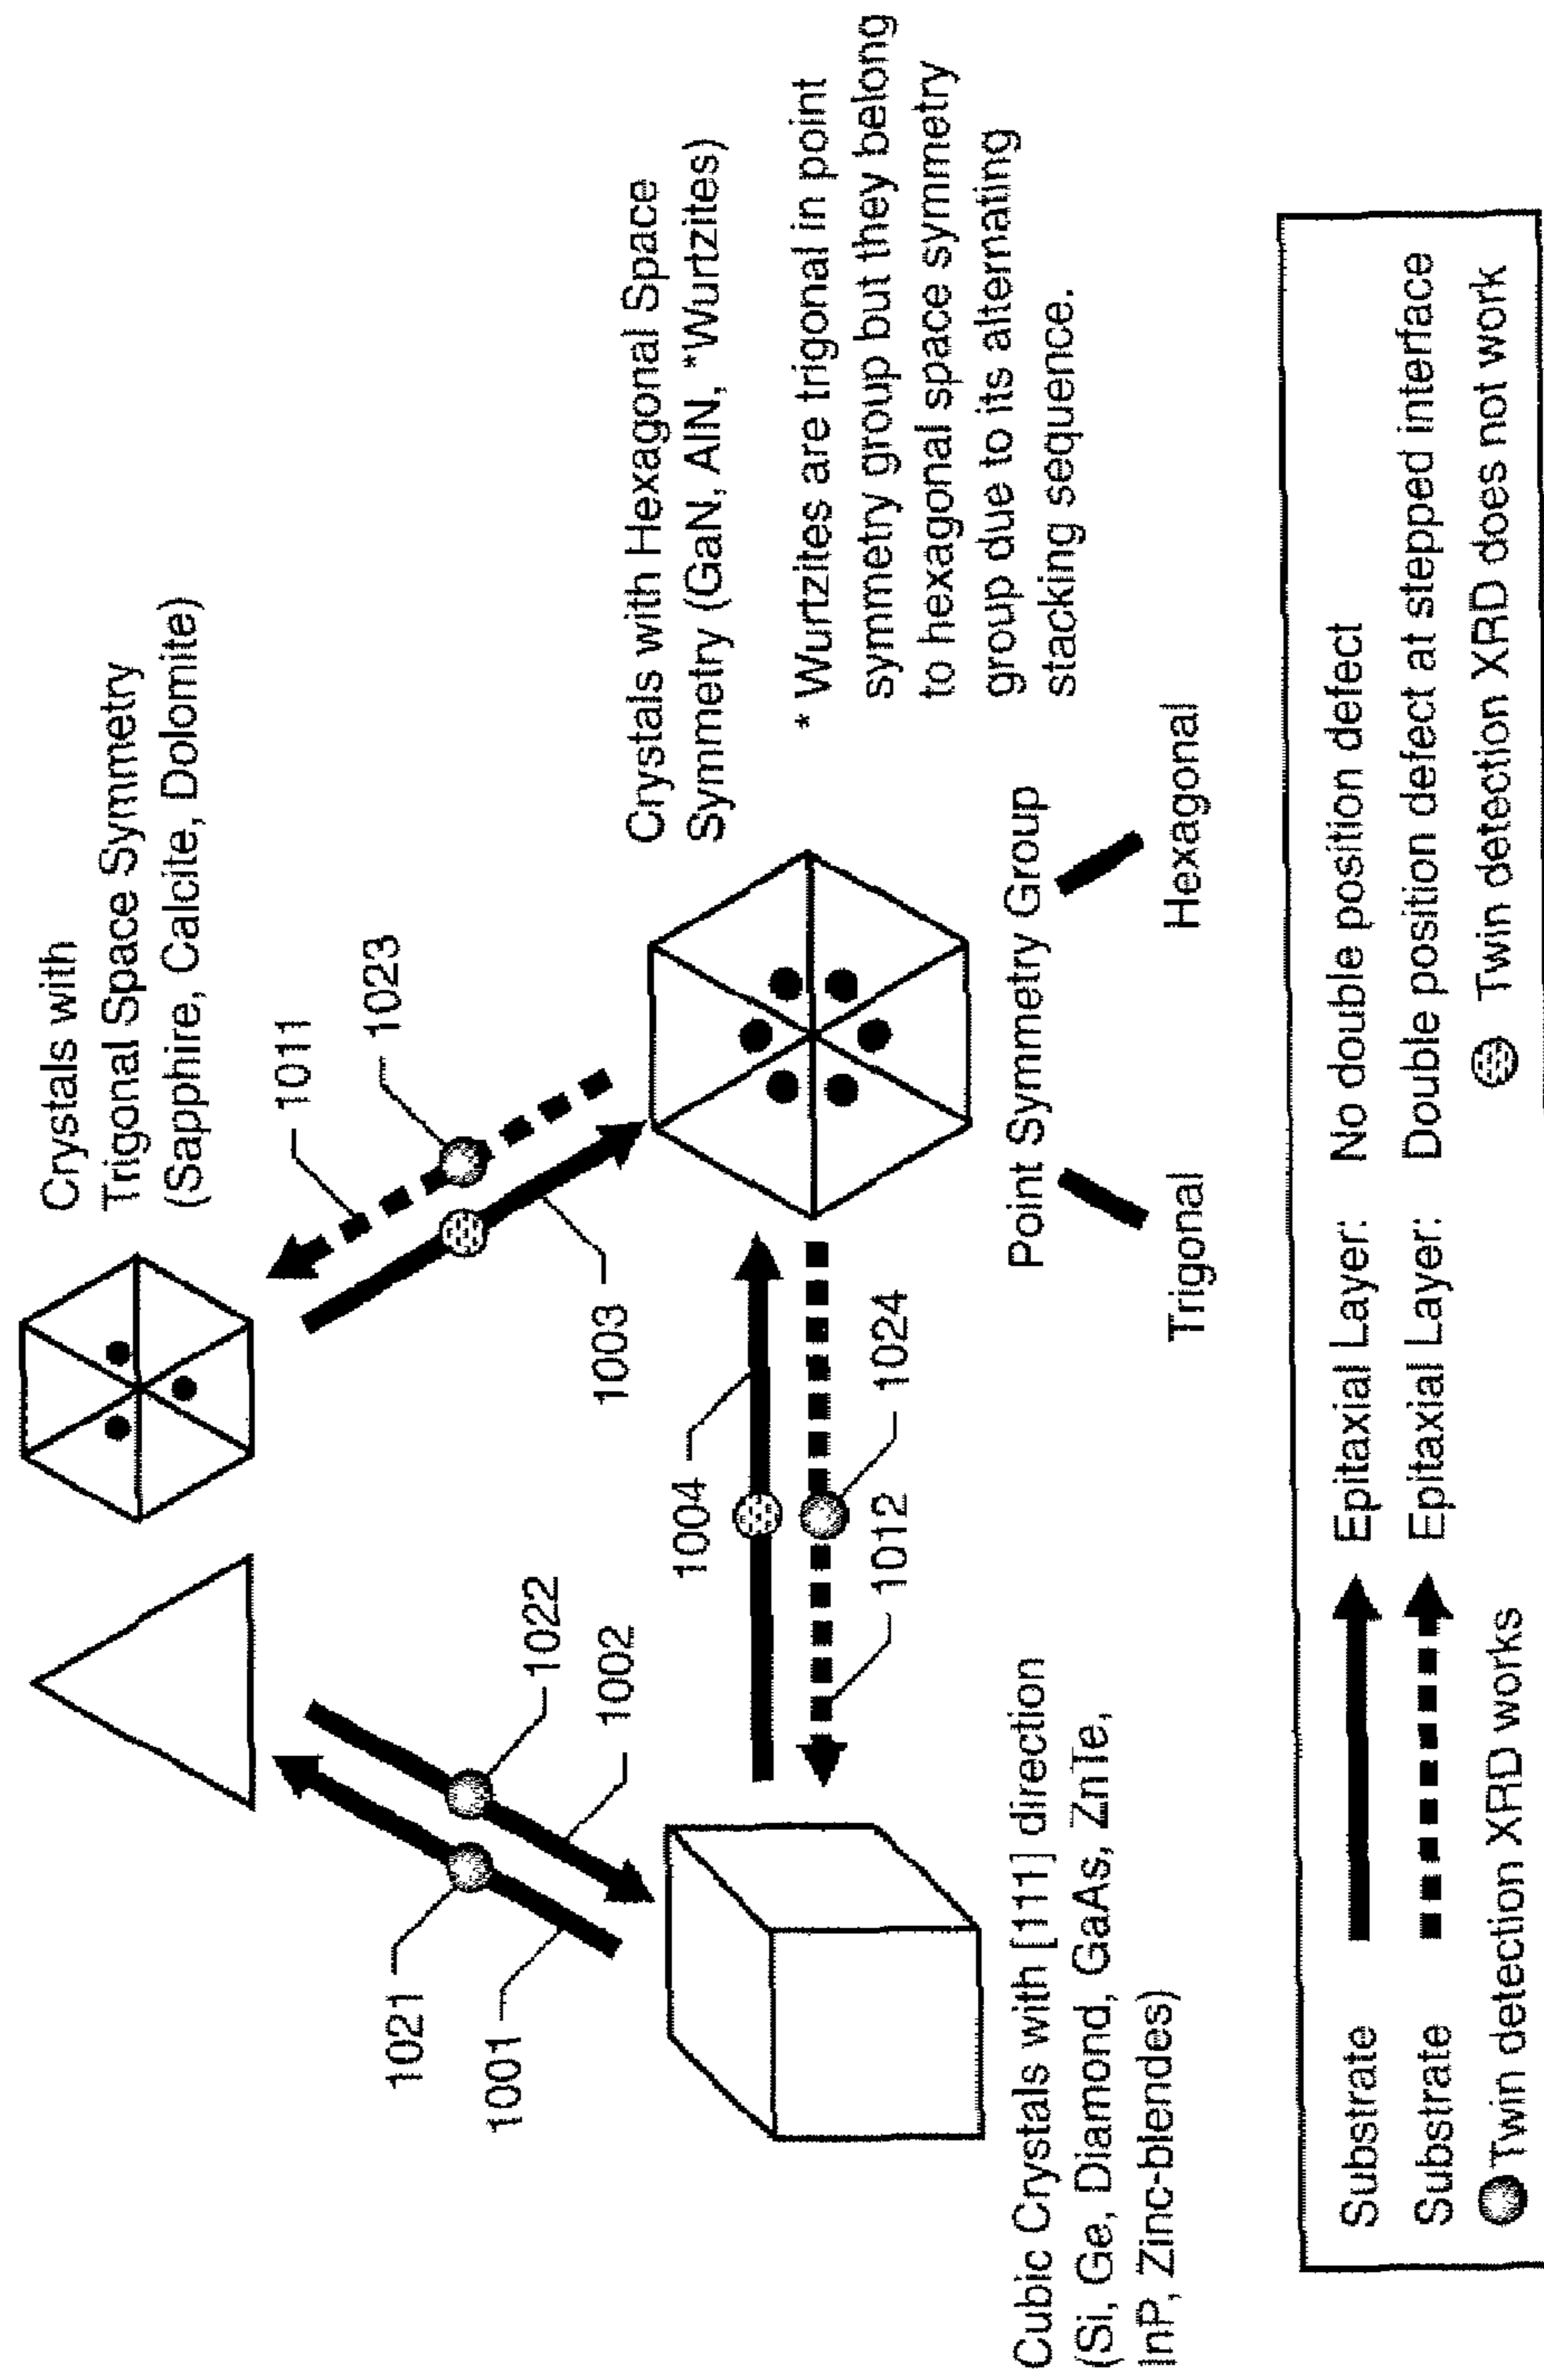 Crystals with
Trigonal Space Symmetry
(Sapphire, Calcite, Dolomite)
1011
1023
1021
1022
1001
1002
1003
1004
1012
1024
Crystals with Hexagonal Space
Symmetry (GaN, AlN, *Wurtzites)
* Wurtzites are trigonal in point
symmetry group but they belong
to hexagonal space symmetry
group due to its alternating
stacking sequence.
Cubic Crystals with [111] direction
(Si, Ge, Diamond, GaAs, ZnTe,
InP, Zinc-blendes)
Point Symmetry Group
Trigonal
Hexagonal
Substrate Epitaxial Layer: No double position defect
Substrate Epitaxial Layer: Double position defect at stepped interface
Twin detection XRD works Twin detection XRD does not work